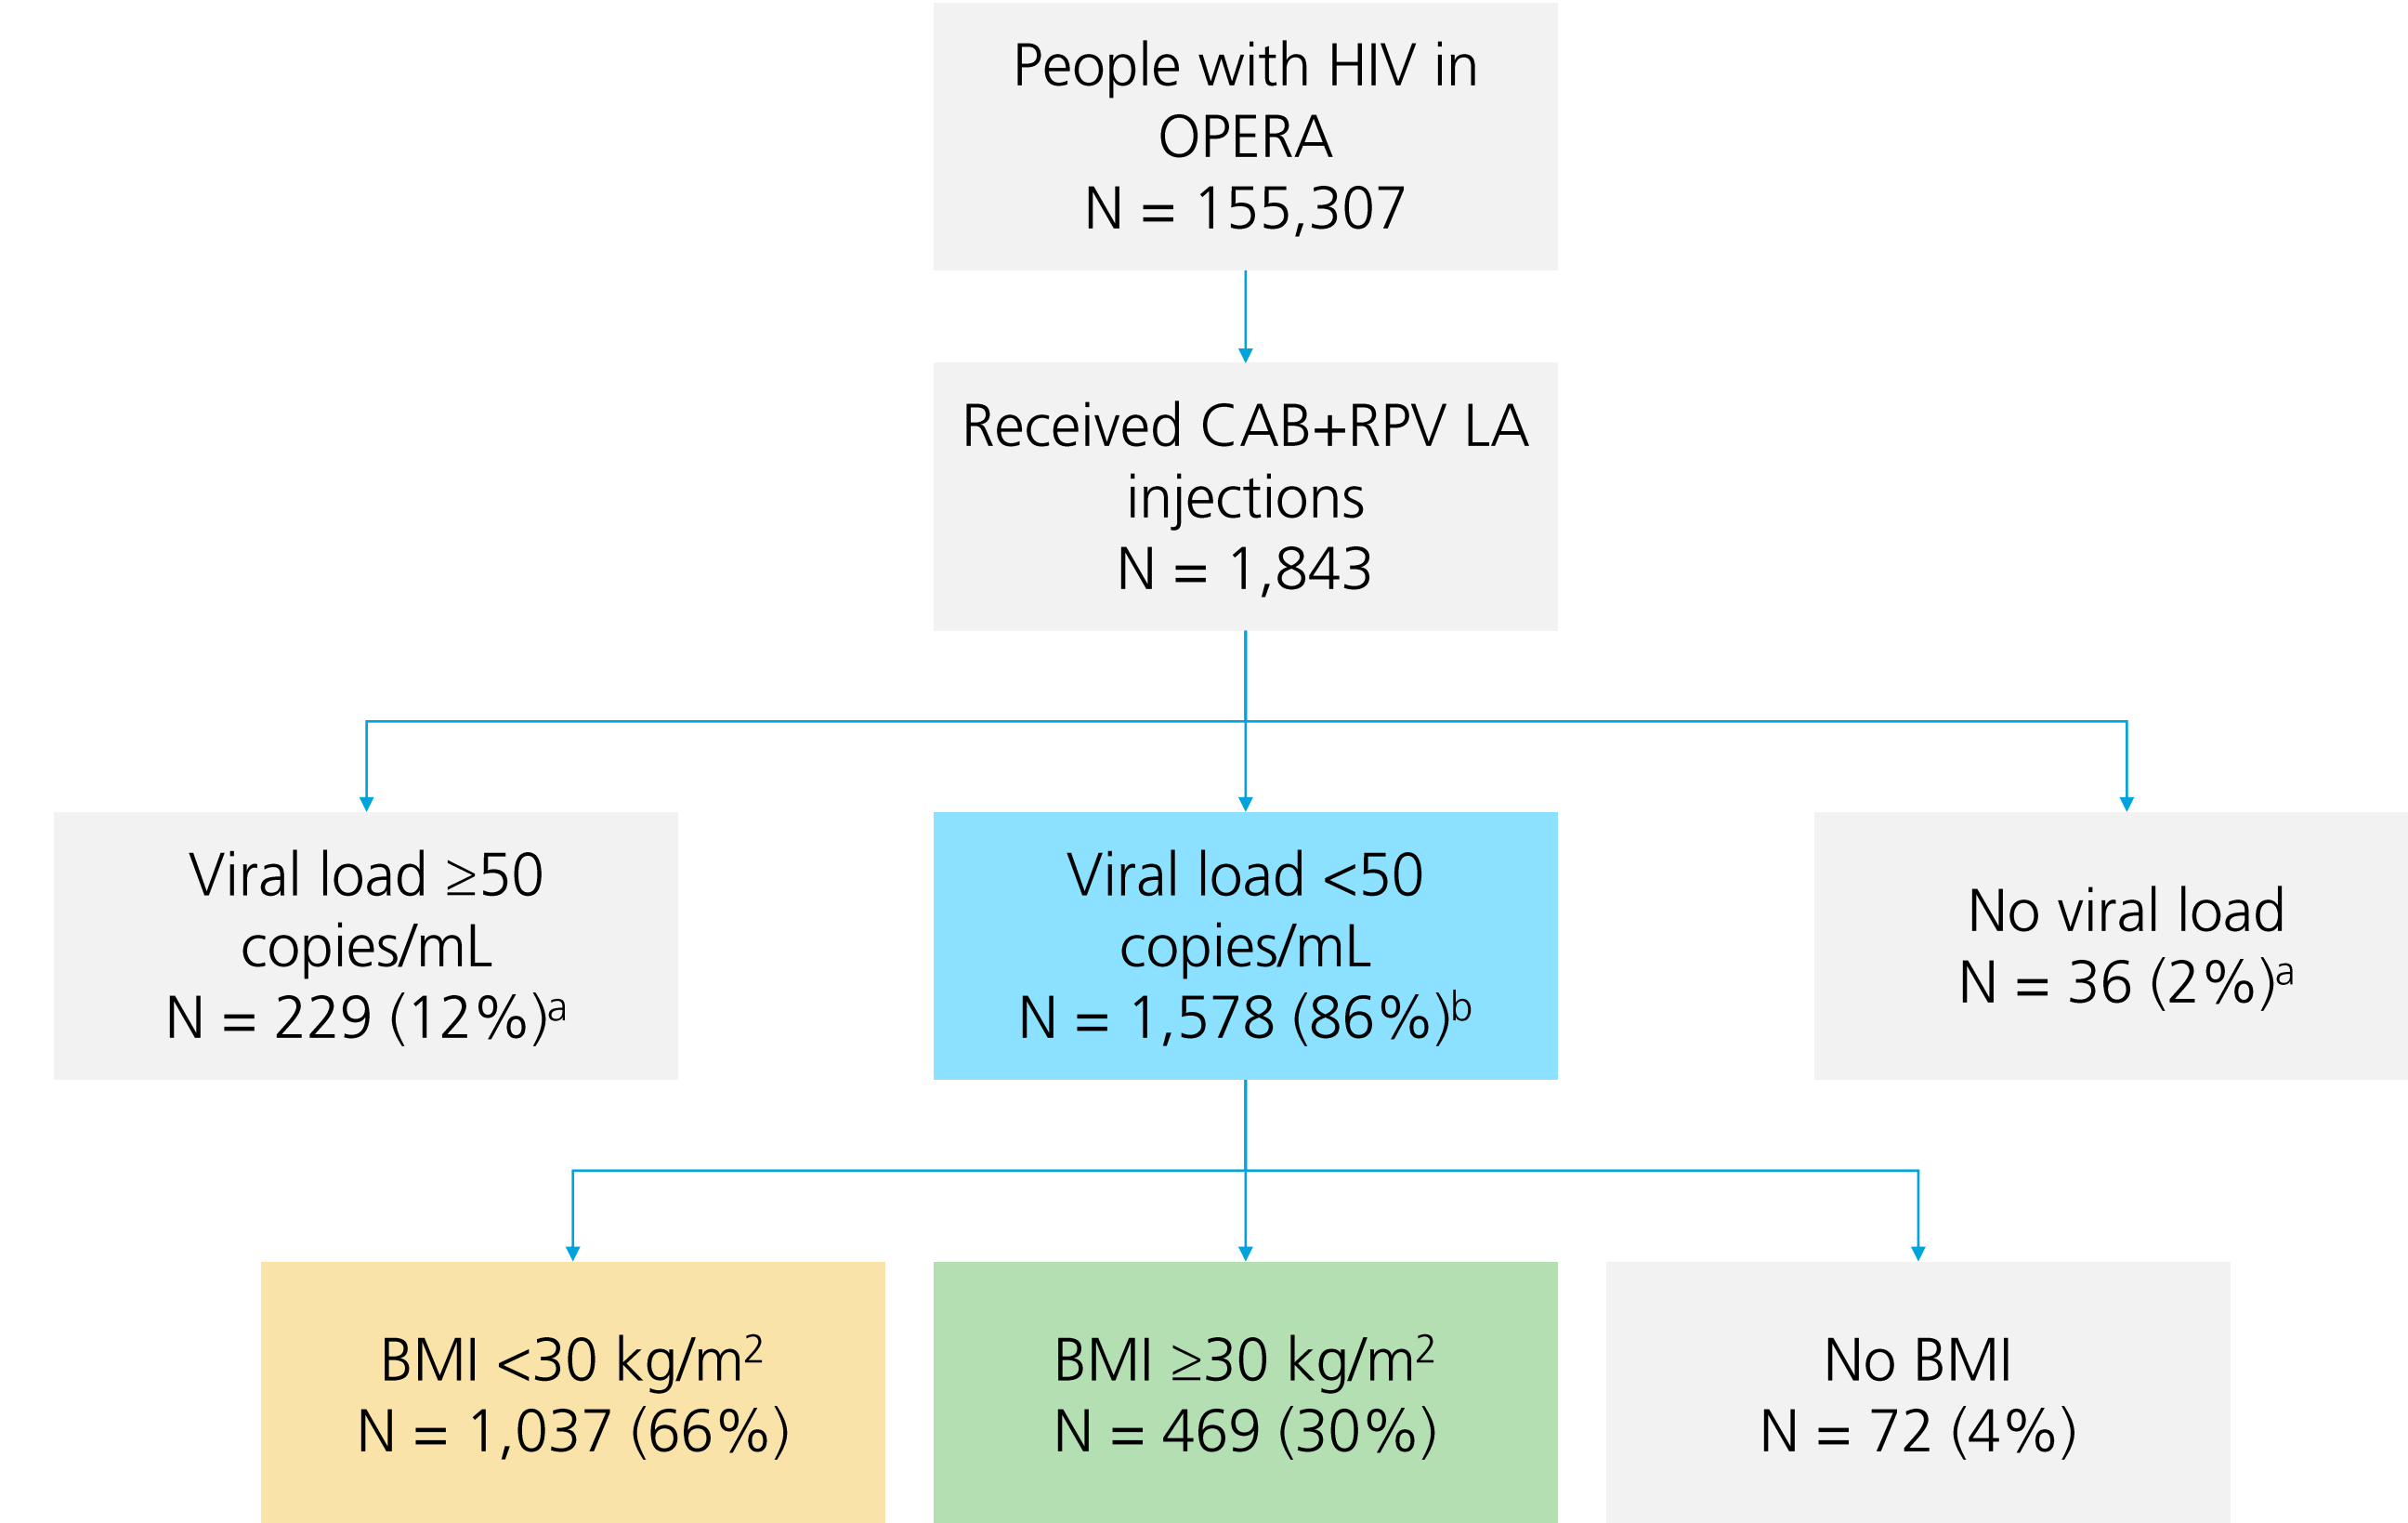 People with HIV in
OPERA
N = 155,307
Received CAB+RPV LA
injections
N = 1,843
Viral load ≥50
copies/mL
N = 229 (12%)ᵃ
Viral load <50
copies/mL
N = 1,578 (86%)ᵇ
No viral load
N = 36 (2%)ᵃ
BMI <30 kg/m²
N = 1,037 (66%)
BMI ≥30 kg/m²
N = 469 (30%)
No BMI
N = 72 (4%)